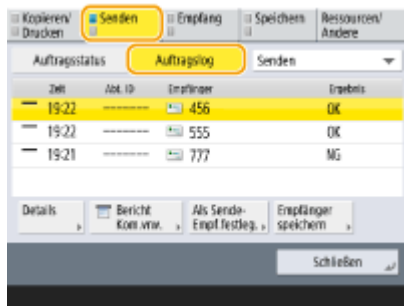 Kopieren/ Drucken
Senden
Empfang
Speichern
Ressourcen/ Andere
Auftragsstatus
Auftragslog
Senden
Zeit Abt. ID Empfänger Ergebnis
19:22 -------- 456 OK
19:22 -------- 555 OK
19:21 -------- 777 NG
Details
Bericht Kom.vrw.
Als Sende- Empf.festleg.
Empfänger speichern
Schließen